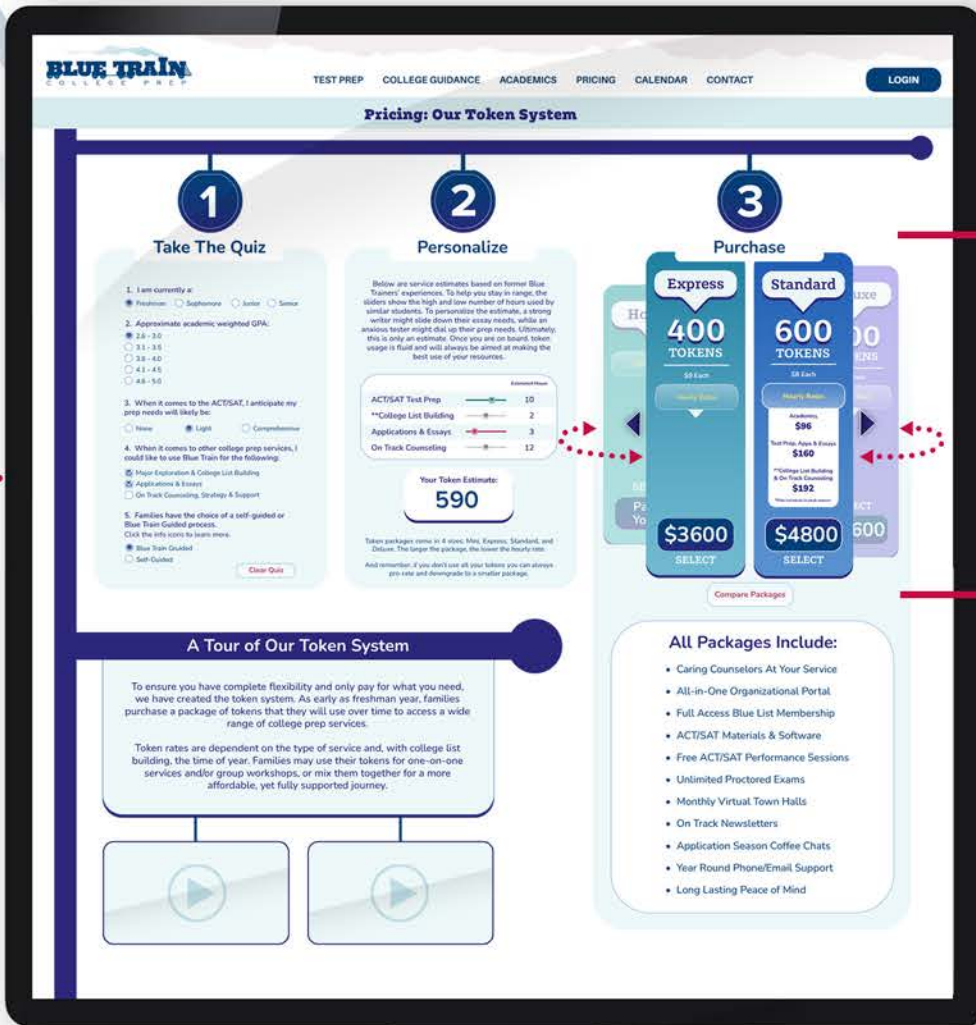 BLUE TRAIN
COLLEGE PREP
TEST PREP COLLEGE GUIDANCE ACADEMICS PRICING CALENDAR CONTACT
LOGIN
Pricing: Our Token System
1
Take The Quiz
1. I am currently a:
Freshman Sophomore Junior Senior
2. Approximate academic weighted GPA:
2.6 - 3.0
3.1 - 3.5
3.6 - 4.0
4.1 - 4.5
4.6 - 5.0
3. When it comes to the ACT/SAT, I anticipate my
prep needs will likely be:
None Light Comprehensive
4. When it comes to other college prep services, I
could like to use Blue Train for the following:
Major Exploration & College List Building
Applications & Essays
On Track Counseling, Strategy & Support
5. Families have the choice of a self-guided or
Blue Train Guided process.
Click the info icons to learn more.
Blue Train Gruided
Self-Guided
Clear Quiz
2
Personalize
Below are service estimates based on former Blue
Trainers' experiences. To help you stay in range, the
sliders show the high and low number of hours used by
similar students. To personalize the estimate, a strong
writer might slide down their essay needs, while an
anxious tester might dial up their prep needs. Ultimately,
this is only an estimate. Once you are on board, token
usage is fluid and will always be aimed at making the
best use of your resources.
Estimated Hours
ACT/SAT Test Prep 10
**College List Building 2
Applications & Essays 3
On Track Counseling 12
Your Token Estimate:
590
Token packages come in 4 sizes, Mini, Express, Standard, and
Deluxe. The larger the package, the lower the hourly rate.
And remember, if you don't use all your tokens you can always
pro-rate and downgrade to a smaller package.
3
Purchase
Express
400
TOKENS
$9 Each
Hourly Rates
$3600
SELECT
Standard
600
TOKENS
$8 Each
Hourly Rates
Academics
$96
Test Prep, Apps & Essays
$160
**College List Building
& On Track Counseling
$192
$4800
SELECT
Compare Packages
All Packages Include:
• Caring Counselors At Your Service
• All-in-One Organizational Portal
• Full Access Blue List Membership
• ACT/SAT Materials & Software
• Free ACT/SAT Performance Sessions
• Unlimited Proctored Exams
• Monthly Virtual Town Halls
• On Track Newsletters
• Application Season Coffee Chats
• Year Round Phone/Email Support
• Long Lasting Peace of Mind
A Tour of Our Token System
To ensure you have complete flexibility and only pay for what you need,
we have created the token system. As early as freshman year, families
purchase a package of tokens that they will use over time to access a wide
range of college prep services.
Token rates are dependent on the type of service and, with college list
building, the time of year. Families may use their tokens for one-on-one
services and/or group workshops, or mix them together for a more
affordable, yet fully supported journey.